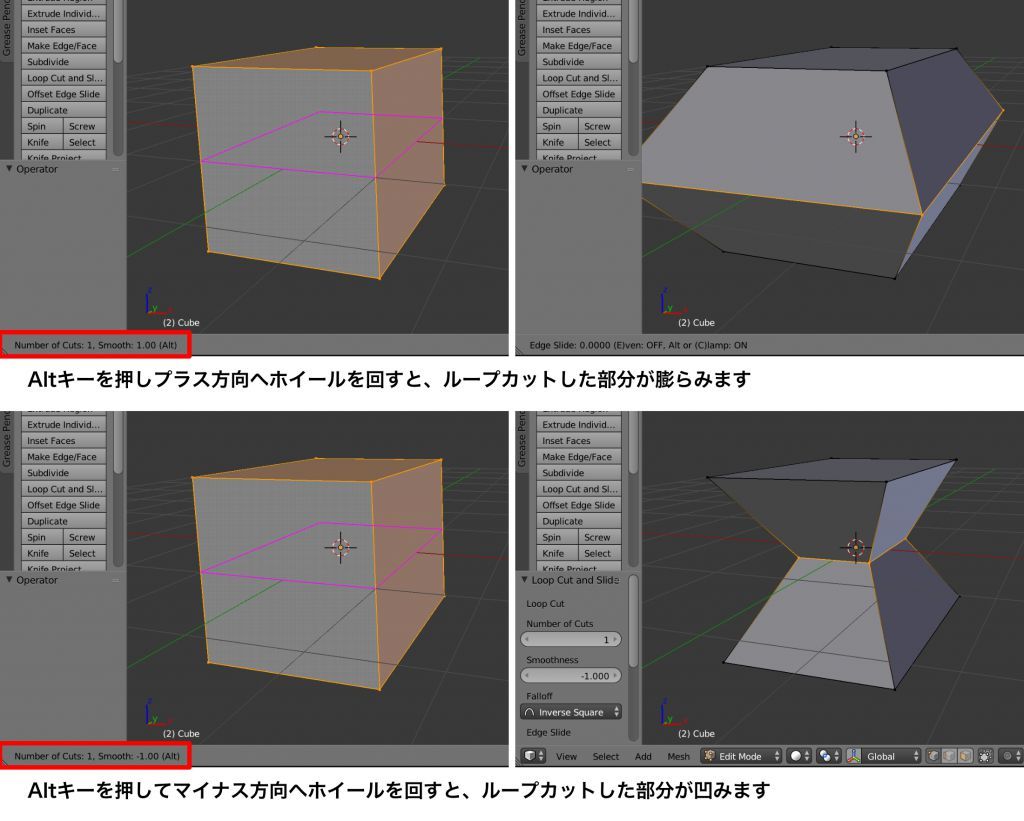 Grease Penc
Extrude Region
Extrude Individ...
Inset Faces
Make Edge/Face
Subdivide
Loop Cut and Sl...
Offset Edge Slide
Duplicate
Spin Screw
Knife Select
Knife Project
▼ Operator
z
y
x
(2) Cube
Number of Cuts: 1, Smooth: 1.00 (Alt)
Extrude Region
Extrude Individ...
Inset Faces
Make Edge/Face
Subdivide
Loop Cut and Sl...
Offset Edge Slide
Duplicate
Spin Screw
Knife Select
Knife Project
▼ Operator
z
y
x
(2) Cube
Edge Slide: 0.0000 (E)ven: OFF, Alt or (C)lamp: ON
Altキーを押しプラス方向へホイールを回すと、ループカットした部分が膨らみます
Grease Penc
Extrude Region
Extrude Individ...
Inset Faces
Make Edge/Face
Subdivide
Loop Cut and Sl...
Offset Edge Slide
Duplicate
Spin Screw
Knife Select
Knife Project
▼ Operator
z
y
x
(2) Cube
Number of Cuts: 1, Smooth: -1.00 (Alt)
Grease Penc
Extrude Region
Extrude Individ...
Inset Faces
Make Edge/Face
Subdivide
Loop Cut and Sl...
Offset Edge Slide
Duplicate
Spin Screw
Knife Select
Knife Project
▼ Loop Cut and Slide
Loop Cut
Number of Cuts
1
Smoothness
-1.000
Falloff
Inverse Square
Edge Slide
z
y
x
(2) Cube
View Select Add Mesh Edit Mode Global
Altキーを押してマイナス方向へホイールを回すと、ループカットした部分が凹みます